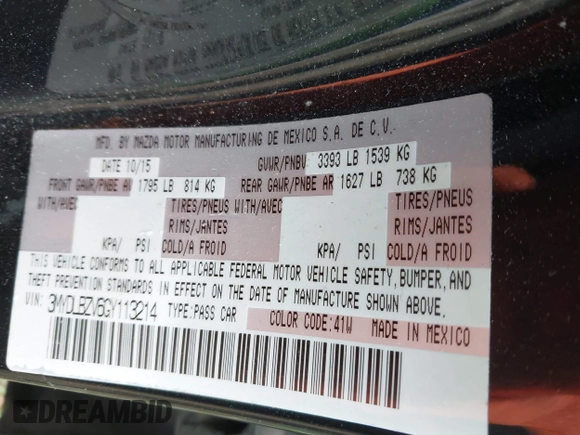 MFD. BY MAZDA MOTOR MANUFACTURING DE MEXICO S.A. DE C.V.
DATE 10/15 GVWR/PNBV 3393 LB 1539 KG
FRONT GAWR/PNBE AV 1795 LB 814 KG REAR GAWR/PNBE AR 1627 LB 738 KG
WITH/AVEC TIRES/PNEUS WITH/AVEC TIRES/PNEUS
RIMS/JANTES RIMS/JANTES
KPA/ PSI COLD/A FROID KPA/ PSI COLD/A FROID
THIS VEHICLE CONFORMS TO ALL APPLICABLE FEDERAL MOTOR VEHICLE SAFETY, BUMPER, AND
THEFT PREVENTION STANDARDS IN EFFECT ON THE DATE OF MANUFACTURE SHOWN ABOVE.
VIN: 3MYDLBZV5GY113214 TYPE:PASS CAR COLOR CODE:41W MADE IN MEXICO
DREAMBID